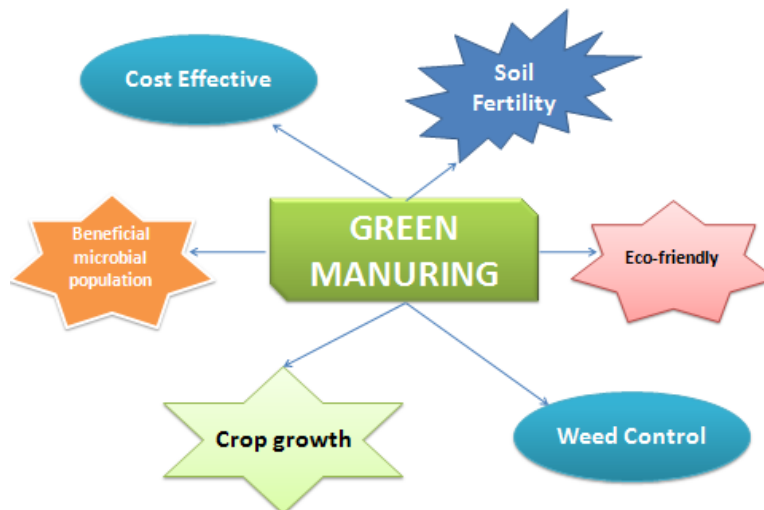 Cost Effective
Soil
Fertility
Beneficial
microbial
population
GREEN
MANURING
Eco-friendly
Crop growth
Weed Control